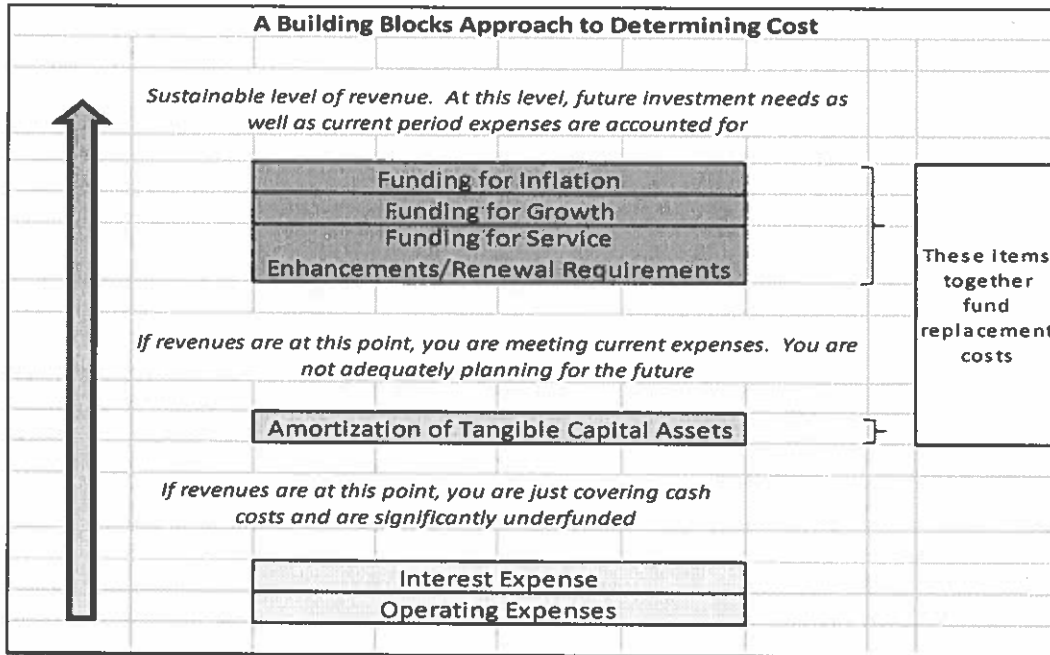 A Building Blocks Approach to Determining Cost
Sustainable level of revenue. At this level, future investment needs as
well as current period expenses are accounted for
Funding for Inflation
Funding for Growth
Funding for Service
Enhancements/Renewal Requirements
These items
together
fund
replacement
costs
If revenues are at this point, you are meeting current expenses. You are
not adequately planning for the future
Amortization of Tangible Capital Assets
If revenues are at this point, you are just covering cash
costs and are significantly underfunded
Interest Expense
Operating Expenses